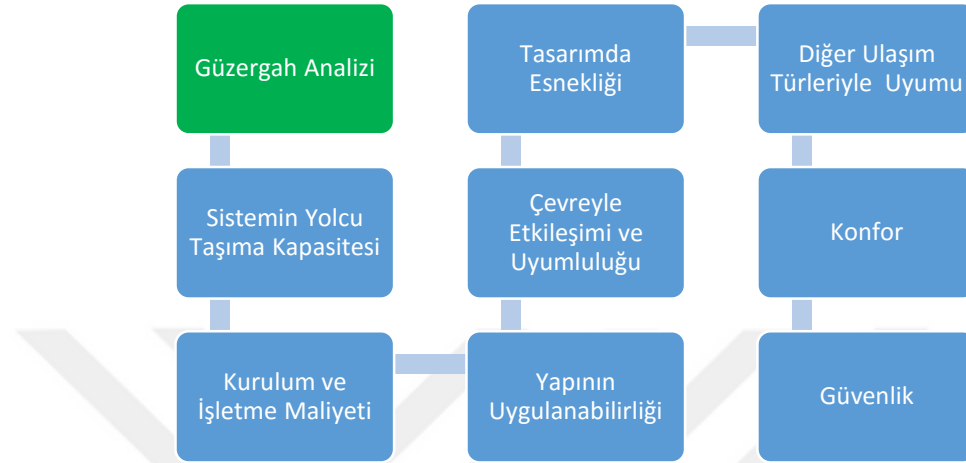 Güzergah Analizi
Sistemin Yolcu
Taşıma Kapasitesi
Kurulum ve
İşletme Maliyeti
Yapının
Uygulanabilirliği
Çevreyle
Etkileşimi ve
Uyumluluğu
Tasarımda
Esnekliği
Diğer Ulaşım
Türleriyle Uyumu
Konfor
Güvenlik